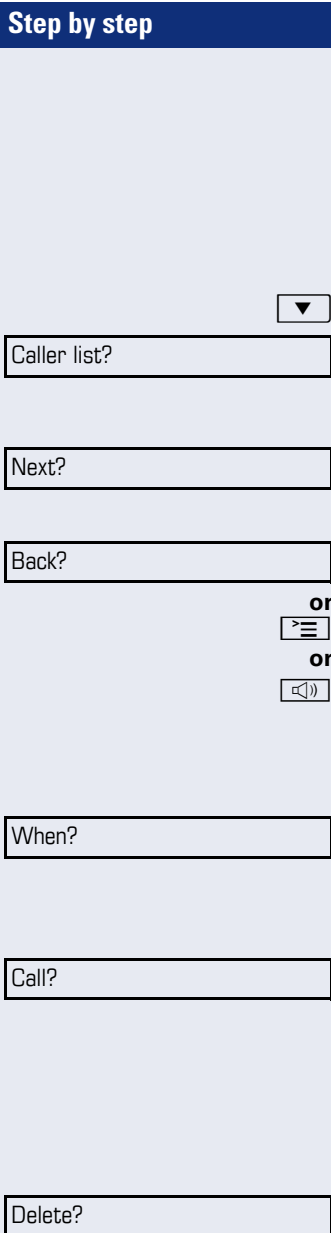 Step by step
Caller list?
Next?
Back?
or
or
When?
Call?
Delete?